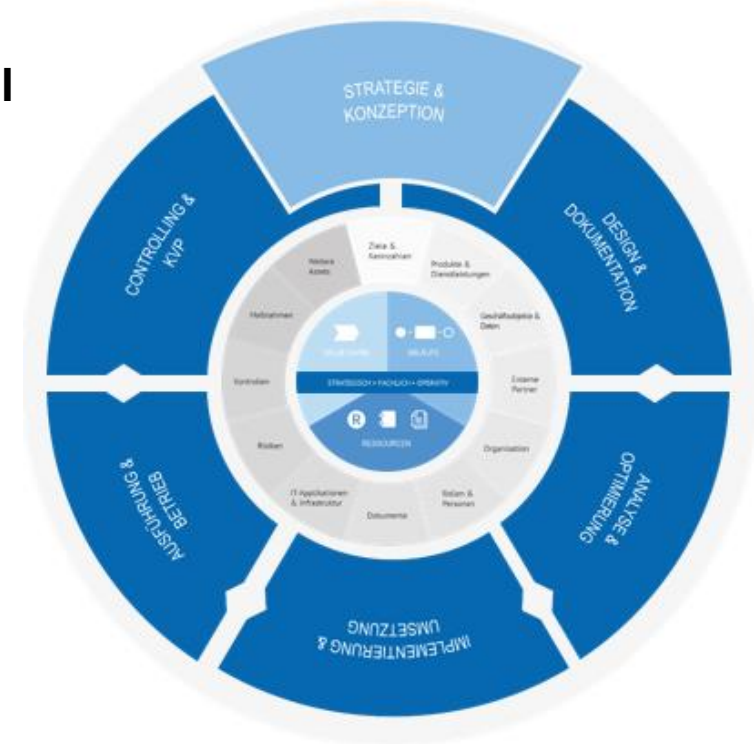 l
STRATEGIE &
KONZEPTION
DESIGN &
DOKUMENTATION
ANALYSE &
OPTIMIERUNG
IMPLEMENTIERUNG &
UMSETZUNG
AUSFÜHRUNG &
BETRIEB
CONTROLLING &
KVP
Ziele &
Kennzahlen
Produkte &
Dienstleistungen
Geschäftsobjekte &
Daten
Externe
Partner
Organisation
Rollen &
Personen
Dokumente
IT-Applikationen
& Infrastruktur
Risiken
Kontrollen
Maßnahmen
Weitere
Assets
ABLÄUFE
STRATEGISCH • FACHLICH • OPERATIV
R
RESSOURCEN